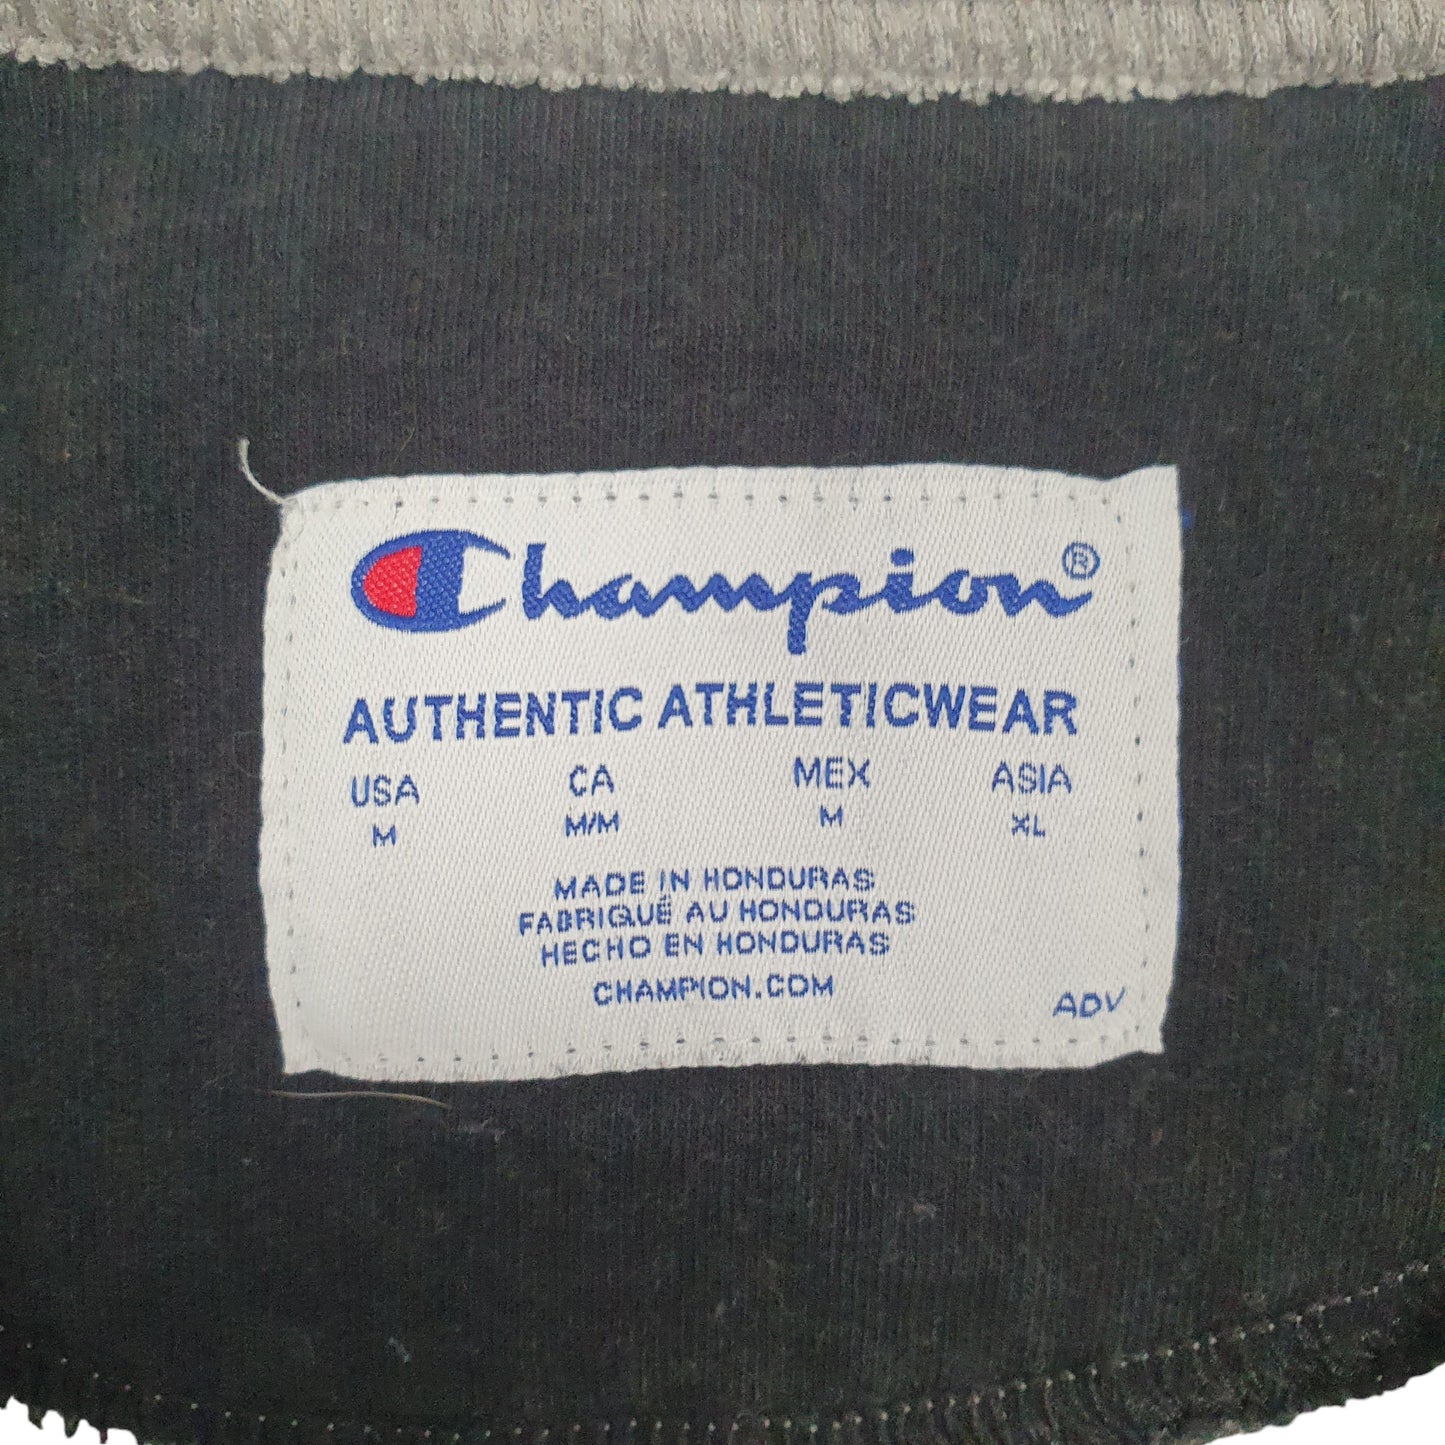 Champion®
AUTHENTIC ATHLETICWEAR
USA CA MEX ASIA
M M/M M XL
MADE IN HONDURAS
FABRIQUÉ AU HONDURAS
HECHO EN HONDURAS
CHAMPION.COM
ADV